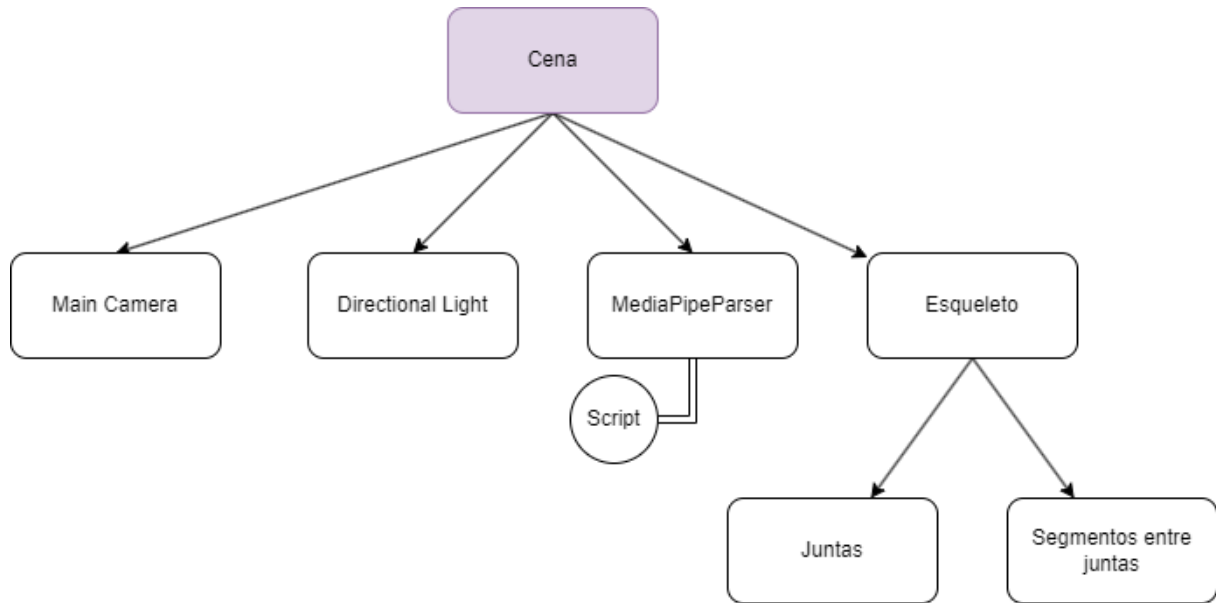 Cena
Main Camera
Directional Light
MediaPipeParser
Esqueleto
Script
Juntas
Segmentos entre
juntas